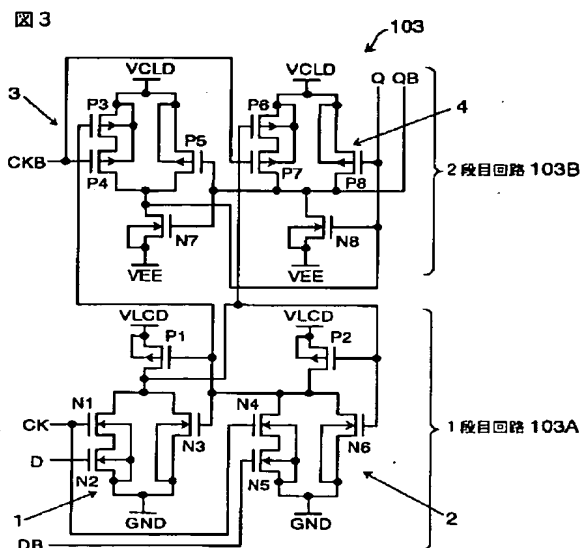 図3
103
VCLD
VCLD
Q QB
3
P3
P6
4
P5
CKB
P4
P7
P8
2段目回路 103B
N7
N8
VEE
VEE
VLCD
VLCD
P1
P2
N1
N4
CK
N3
N6
1段目回路 103A
D
N2
N5
1
GND
GND
2
DB